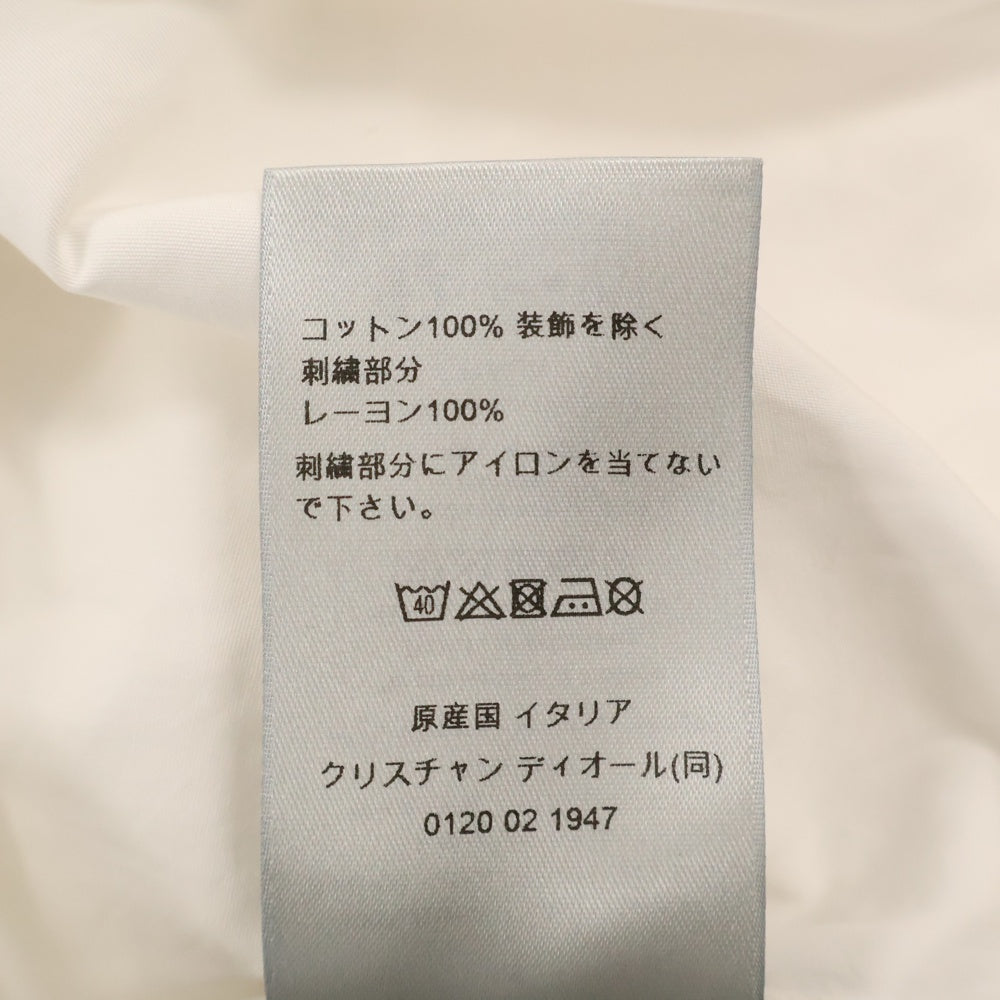 コットン100% 装飾を除く
刺繍部分
レーヨン100%
刺繍部分にアイロンを当てない
で下さい。
40
原産国 イタリア
クリスチャン ディオール(同)
0120 02 1947